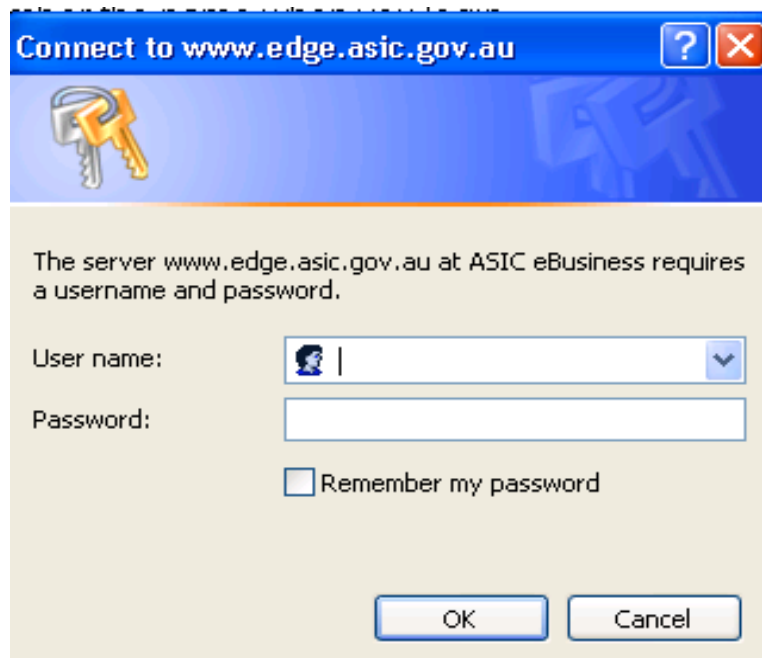 Connect to www.edge.asic.gov.au
The server www.edge.asic.gov.au at ASIC eBusiness requires
a username and password.
User name:
Password:
Remember my password
OK
Cancel